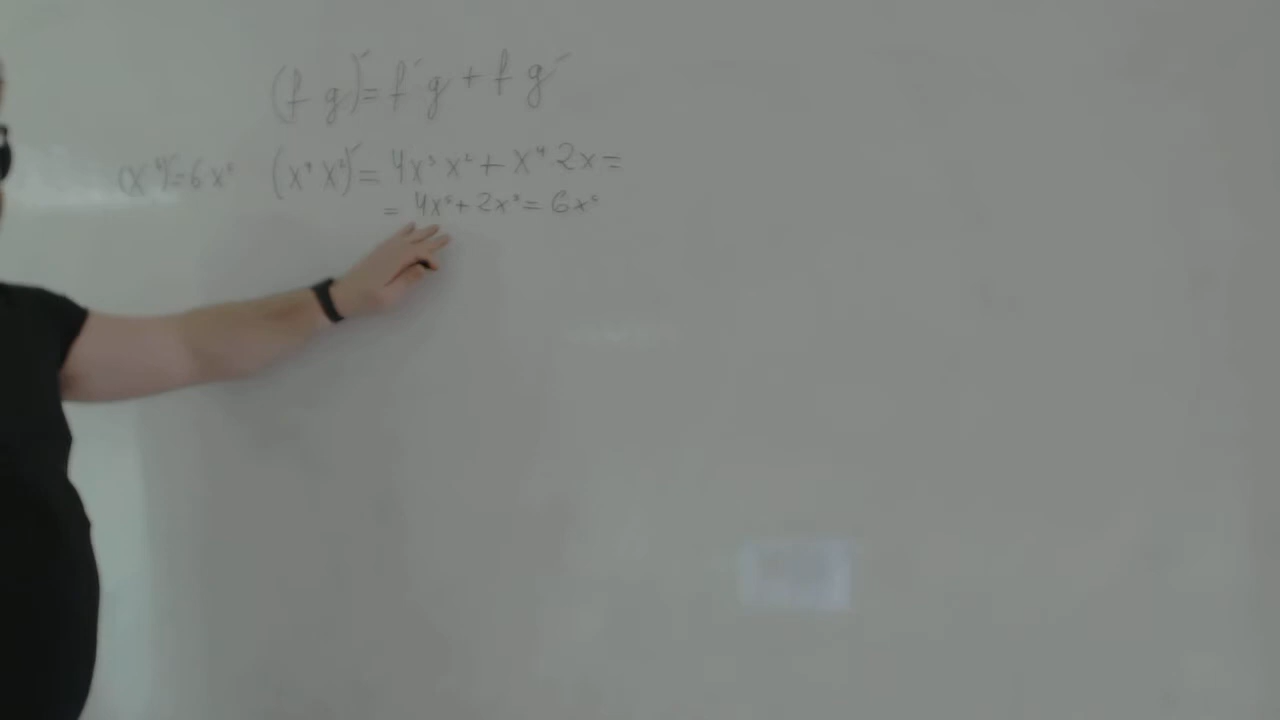 (f g)' = f' g + f g'
(x⁶)' = 6x⁵ (x⁴ x²)' = 4x³ x² + x⁴ 2x =
= 4x⁵ + 2x⁵ = 6x⁵